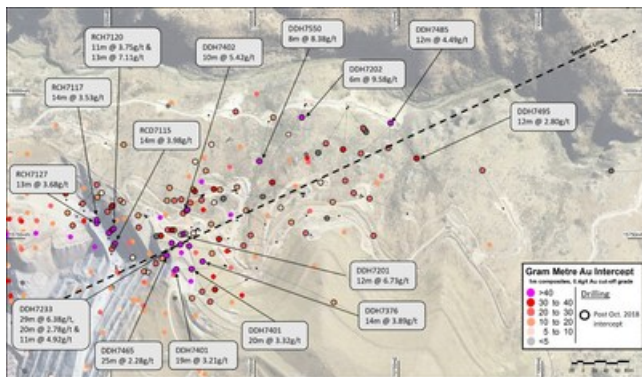 RCH7120
11m @ 3.75g/t &
13m @ 7.11g/t
DDH7402
10m @ 5.42g/t
DDH7550
8m @ 8.38g/t
DDH7485
12m @ 4.49g/t
DDH7202
6m @ 9.58g/t
Section Line
RCH7117
14m @ 3.53g/t
RCD7115
14m @ 3.98g/t
DDH7495
12m @ 2.80g/t
RCH7127
13m @ 3.68g/t
DDH7201
12m @ 6.73g/t
DDH7376
14m @ 3.89g/t
DDH7233
29m @ 6.38g/t,
20m @ 2.78g/t &
11m @ 4.92g/t
DDH7465
25m @ 2.28g/t
DDH7401
19m @ 3.21g/t
DDH7401
20m @ 3.32g/t
Gram Metre Au Intercept
>40
30 to 40
20 to 30
10 to 20
5 to 10
<5
Drilling
Post Oct. 2018
intercept